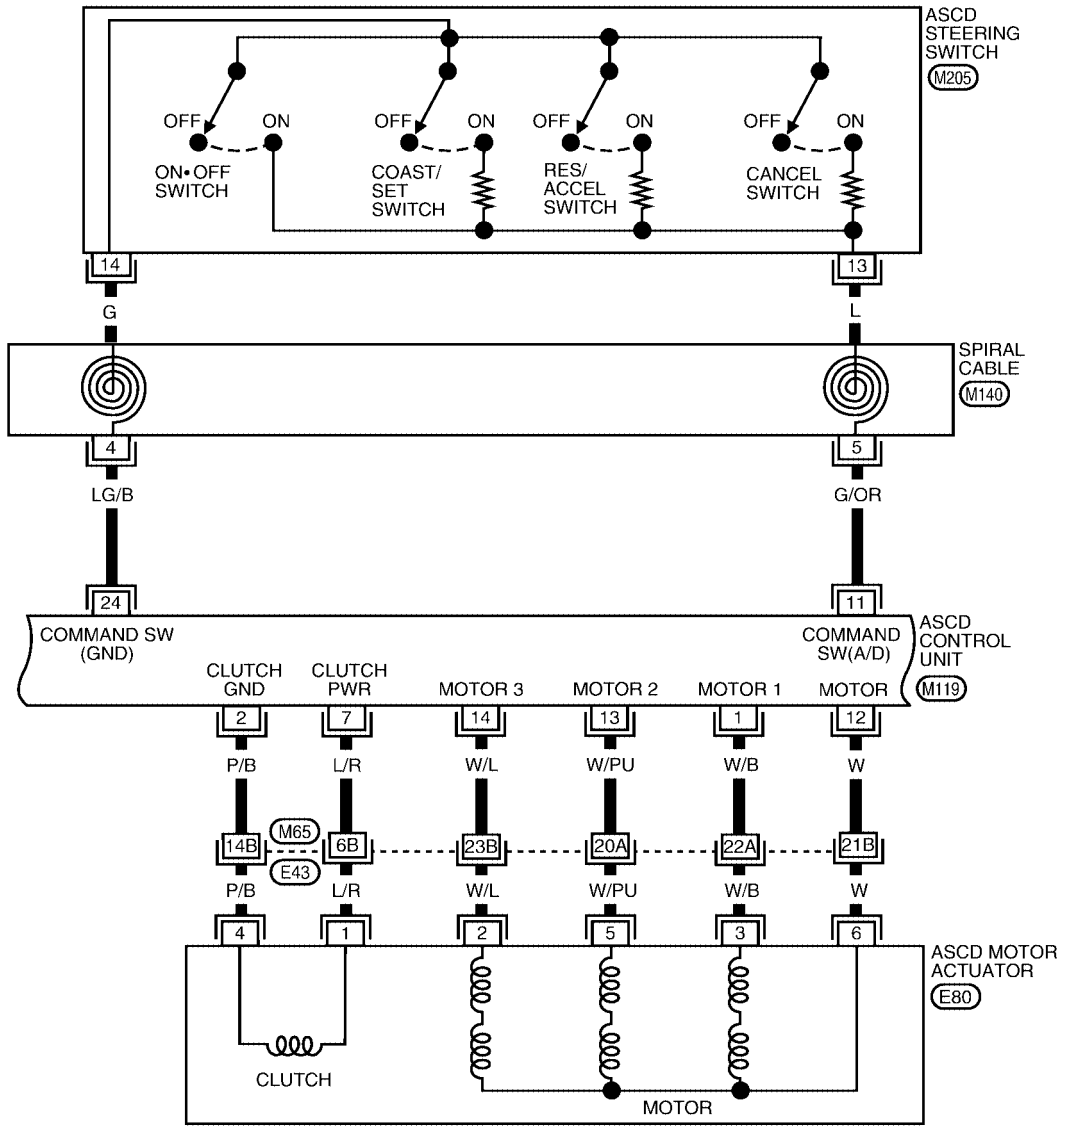 ASCD
STEERING
SWITCH
M205
OFF ON
OFF ON
OFF ON
OFF ON
ON•OFF
SWITCH
COAST/
SET
SWITCH
RES/
ACCEL
SWITCH
CANCEL
SWITCH
14 13
G L
SPIRAL
CABLE
M140
4 5
LG/B G/OR
24 11
COMMAND SW
(GND)
COMMAND
SW(A/D)
ASCD
CONTROL
UNIT
M119
CLUTCH
GND
CLUTCH
PWR
MOTOR 3
MOTOR 2
MOTOR 1
MOTOR
2 7 14 13 1 12
P/B L/R W/L W/PU W/B W
M65
14B 6B 23B 20A 22A 21B
E43
P/B L/R W/L W/PU W/B W
4 1 2 5 3 6
ASCD MOTOR
ACTUATOR
E80
CLUTCH
MOTOR